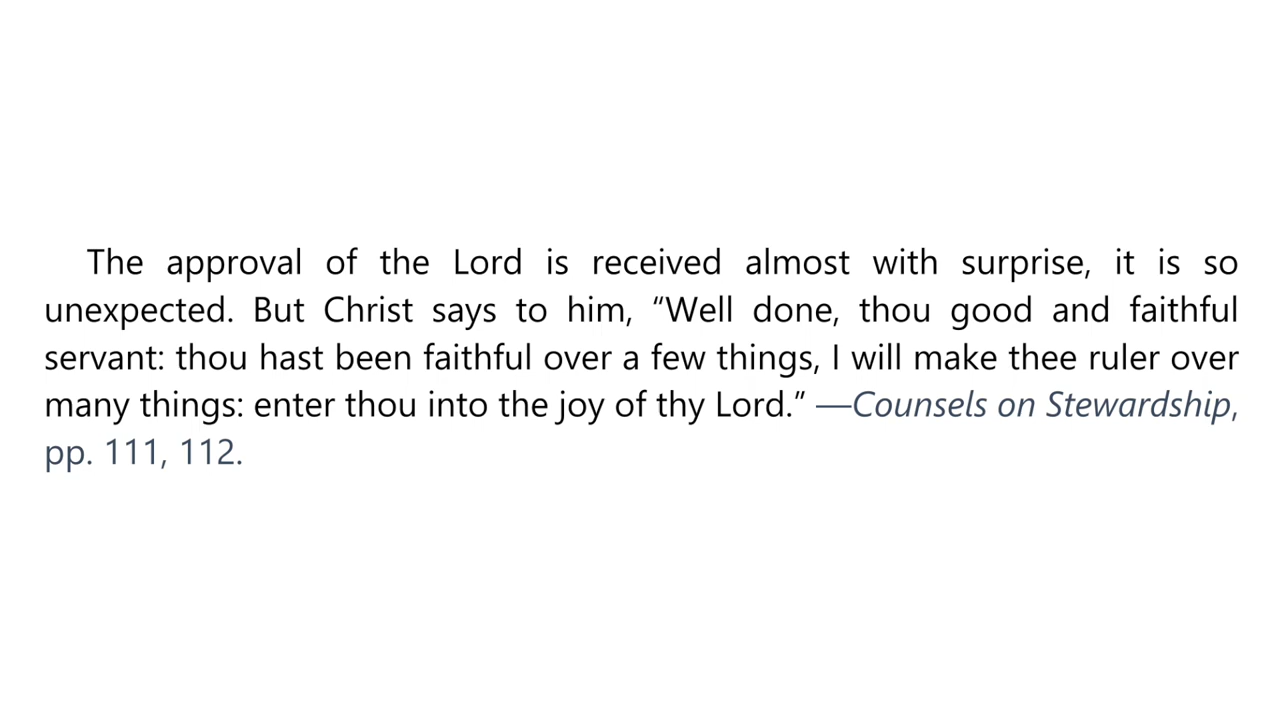 The approval of the Lord is received almost with surprise, it is so
unexpected. But Christ says to him, “Well done, thou good and faithful
servant: thou hast been faithful over a few things, I will make thee ruler over
many things: enter thou into the joy of thy Lord.” —Counsels on Stewardship,
pp. 111, 112.